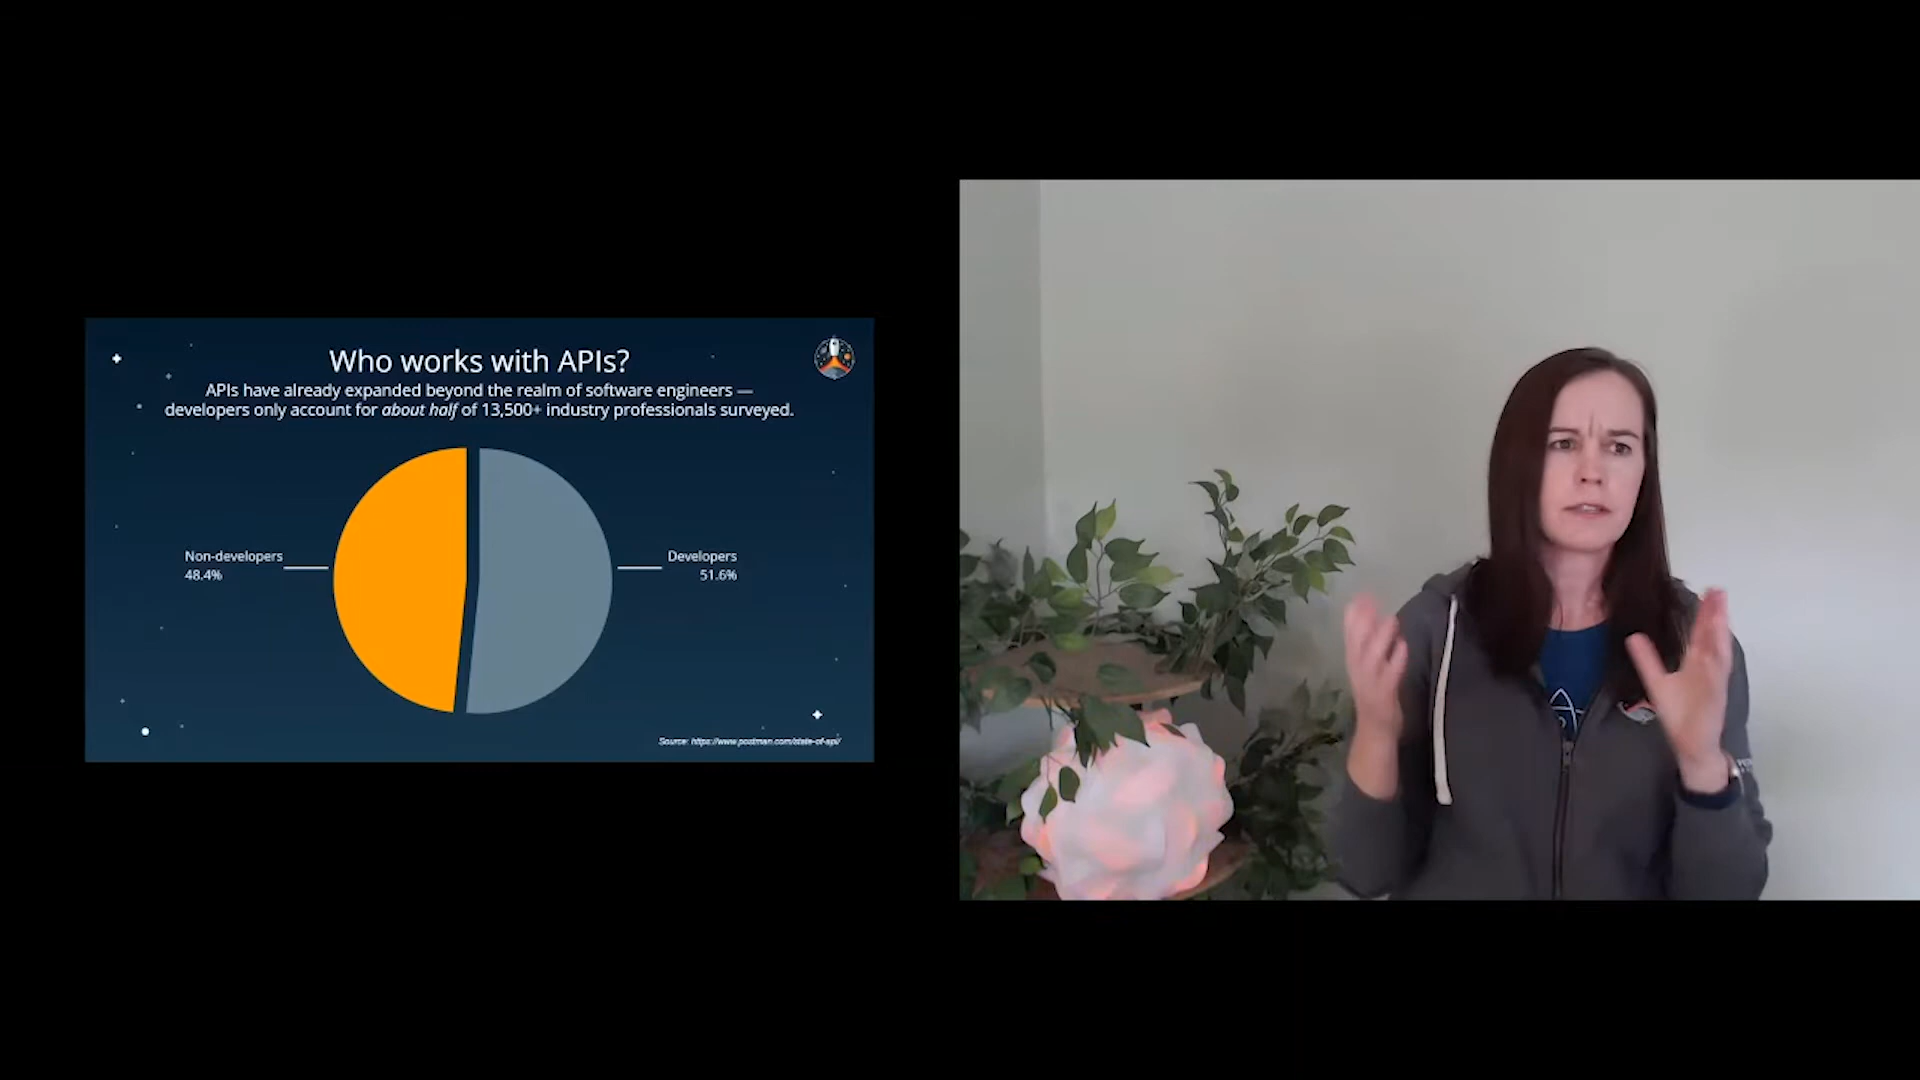 Who works with APIs?
APIs have already expanded beyond the realm of software engineers —
developers only account for about half of 13,500+ industry professionals surveyed.
Non-developers
48.4%
Developers
51.6%
Source: https://www.postman.com/state-of-api/